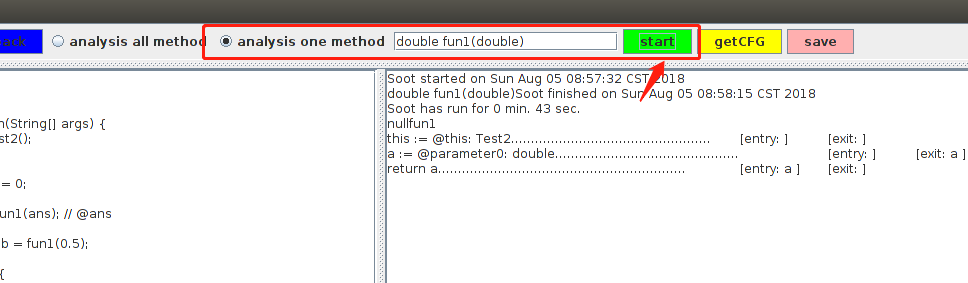 back analysis all method analysis one method double fun1(double) start getCFG save
n(String[] args) {
st2();
= 0;
un1(ans); // @ans
b = fun1(0.5);
{
Soot started on Sun Aug 05 08:57:32 CST 2018
double fun1(double)Soot finished on Sun Aug 05 08:58:15 CST 2018
Soot has run for 0 min. 43 sec.
nullfun1
this := @this: Test2.................................................. [entry: ] [exit: ]
a := @parameter0: double.............................................. [entry: ] [exit: a ]
return a.............................................................. [entry: a ] [exit: ]